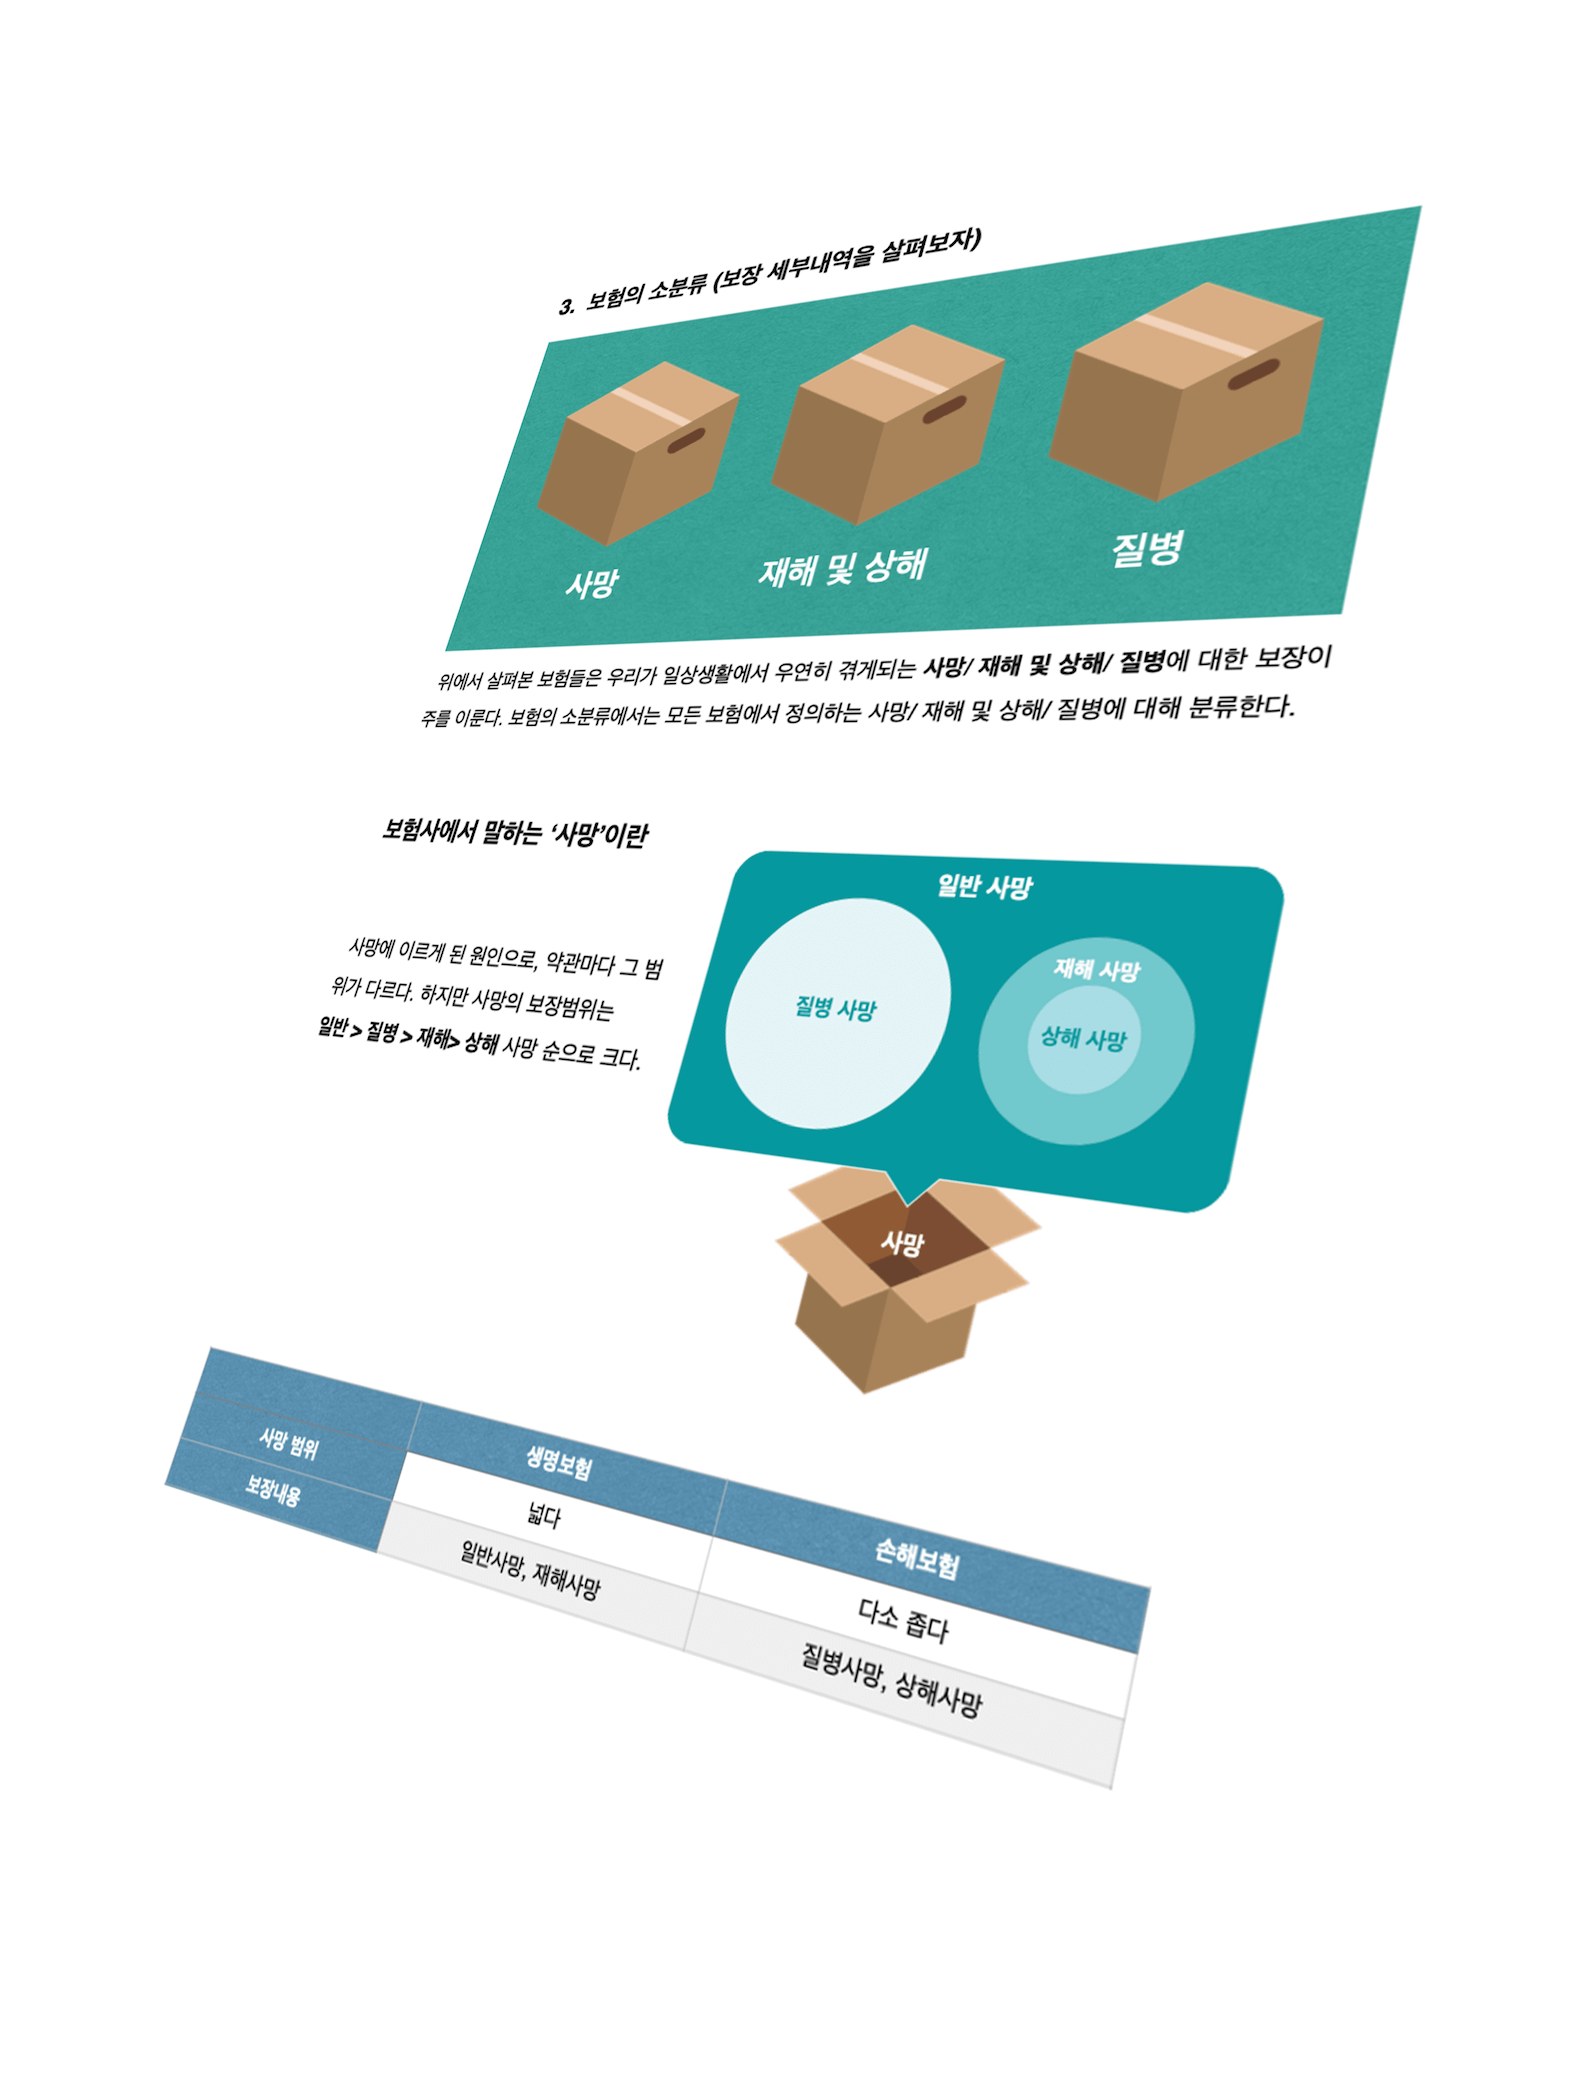 3. 보험의 소분류 (보장 세부내역을 살펴보자)
사망
재해 및 상해
질병
위에서 살펴본 보험들은 우리가 일상생활에서 우연히 겪게되는 사망/ 재해 및 상해/ 질병에 대한 보장이
주를 이룬다. 보험의 소분류에서는 모든 보험에서 정의하는 사망/ 재해 및 상해/ 질병에 대해 분류한다.
보험사에서 말하는 ‘사망’이란
사망에 이르게 된 원인으로, 약관마다 그 범
위가 다르다. 하지만 사망의 보장범위는
일반 > 질병 > 재해> 상해 사망 순으로 크다.
일반 사망
질병 사망
재해 사망
상해 사망
사망
생명보험
손해보험
사망 범위
넓다
다소 좁다
보장내용
일반사망, 재해사망
질병사망, 상해사망